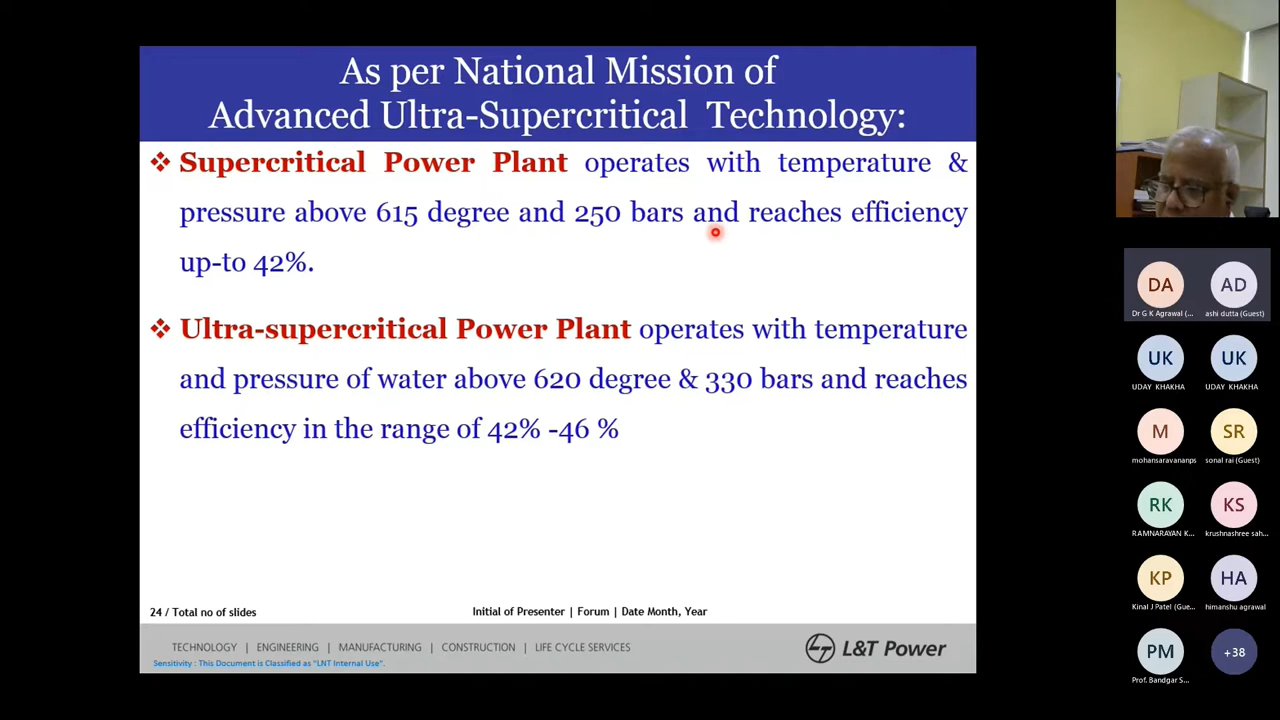 As per National Mission of
Advanced Ultra-Supercritical Technology:
❖ Supercritical Power Plant operates with temperature &
pressure above 615 degree and 250 bars and reaches efficiency
up-to 42%.
❖ Ultra-supercritical Power Plant operates with temperature
and pressure of water above 620 degree & 330 bars and reaches
efficiency in the range of 42% -46 %
24 / Total no of slides
Initial of Presenter | Forum | Date Month, Year
TECHNOLOGY | ENGINEERING | MANUFACTURING | CONSTRUCTION | LIFE CYCLE SERVICES
Sensitivity : This Document is Classified as "LNT Internal Use".
L&T Power
DA
Dr G K Agrawal (...
AD
ashi dutta (Guest)
UK
UDAY KHAKHA
UK
UDAY KHAKHA
M
mohansaravananps
SR
sonal rai (Guest)
RK
RAMNARAYAN K...
KS
krushnashree sah...
KP
Kinal J Patel (Gue...
HA
himanshu agrawal
PM
Prof. Bandgar S...
+38